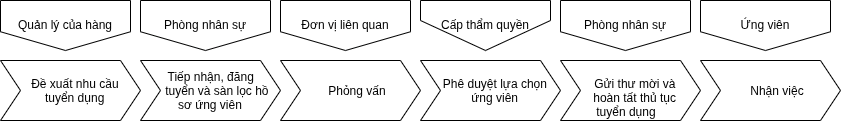 Quản lý của hàng
Phòng nhân sự
Đơn vị liên quan
Cấp thẩm quyền
Phòng nhân sự
Ứng viên
Đề xuất nhu cầu
tuyển dụng
Tiếp nhận, đăng
tuyển và sàn lọc hồ
sơ ứng viên
Phỏng vấn
Phê duyệt lựa chọn
ứng viên
Gửi thư mời và
hoàn tất thủ tục
tuyển dụng
Nhận việc